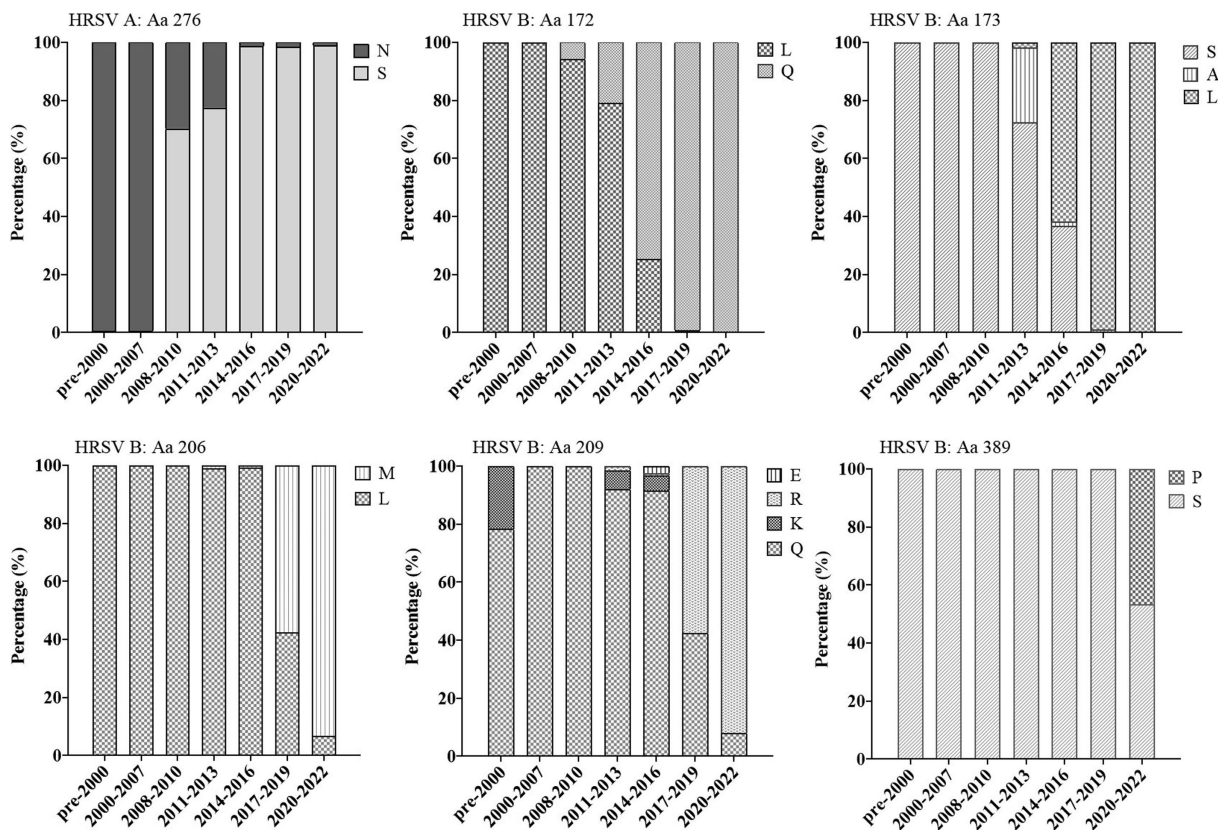 HRSV A: Aa 276
100
80
60
40
20
0
Percentage (%)
pre-2000
2000-2007
2008-2010
2011-2013
2014-2016
2017-2019
2020-2022
N
S
HRSV B: Aa 172
100
80
60
40
20
0
Percentage (%)
pre-2000
2000-2007
2008-2010
2011-2013
2014-2016
2017-2019
2020-2022
L
Q
HRSV B: Aa 173
100
80
60
40
20
0
Percentage (%)
pre-2000
2000-2007
2008-2010
2011-2013
2014-2016
2017-2019
2020-2022
S
A
L
HRSV B: Aa 206
100
80
60
40
20
0
Percentage (%)
pre-2000
2000-2007
2008-2010
2011-2013
2014-2016
2017-2019
2020-2022
M
L
HRSV B: Aa 209
100
80
60
40
20
0
Percentage (%)
pre-2000
2000-2007
2008-2010
2011-2013
2014-2016
2017-2019
2020-2022
E
R
K
Q
HRSV B: Aa 389
100
80
60
40
20
0
Percentage (%)
pre-2000
2000-2007
2008-2010
2011-2013
2014-2016
2017-2019
2020-2022
P
S